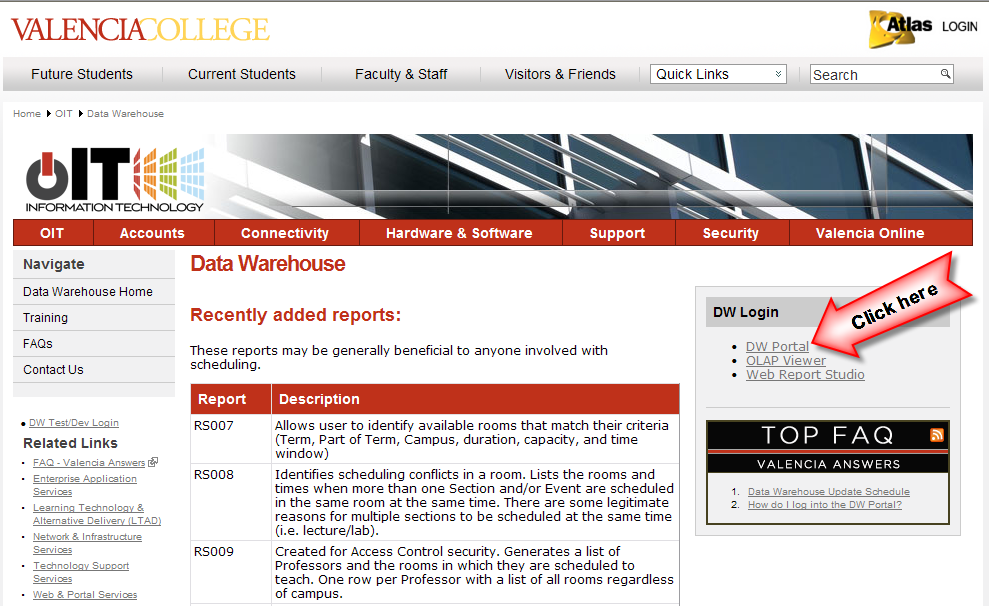 VALENCIACOLLEGE
Atlas LOGIN
Future Students Current Students Faculty & Staff Visitors & Friends Quick Links Search
Home OIT Data Warehouse
OIT
INFORMATION TECHNOLOGY
OIT Accounts Connectivity Hardware & Software Support Security Valencia Online
Navigate
Data Warehouse Home
Training
FAQs
Contact Us
DW Test/Dev Login
Related Links
FAQ - Valencia Answers
Enterprise Application
Services
Learning Technology &
Alternative Delivery (LTAD)
Network & Infrastructure
Services
Technology Support
Services
Web & Portal Services
Data Warehouse
Recently added reports:
These reports may be generally beneficial to anyone involved with
scheduling.
Report Description
RS007 Allows user to identify available rooms that match their criteria
(Term, Part of Term, Campus, duration, capacity, and time
window)
RS008 Identifies scheduling conflicts in a room. Lists the rooms and
times when more than one Section and/or Event are scheduled
in the same room at the same time. There are some legitimate
reasons for multiple sections to be scheduled at the same time
(i.e. lecture/lab).
RS009 Created for Access Control security. Generates a list of
Professors and the rooms in which they are scheduled to
teach. One row per Professor with a list of all rooms regardless
of campus.
Click here
DW Login
DW Portal
OLAP Viewer
Web Report Studio
TOP FAQ
VALENCIA ANSWERS
1. Data Warehouse Update Schedule
2. How do I log into the DW Portal?